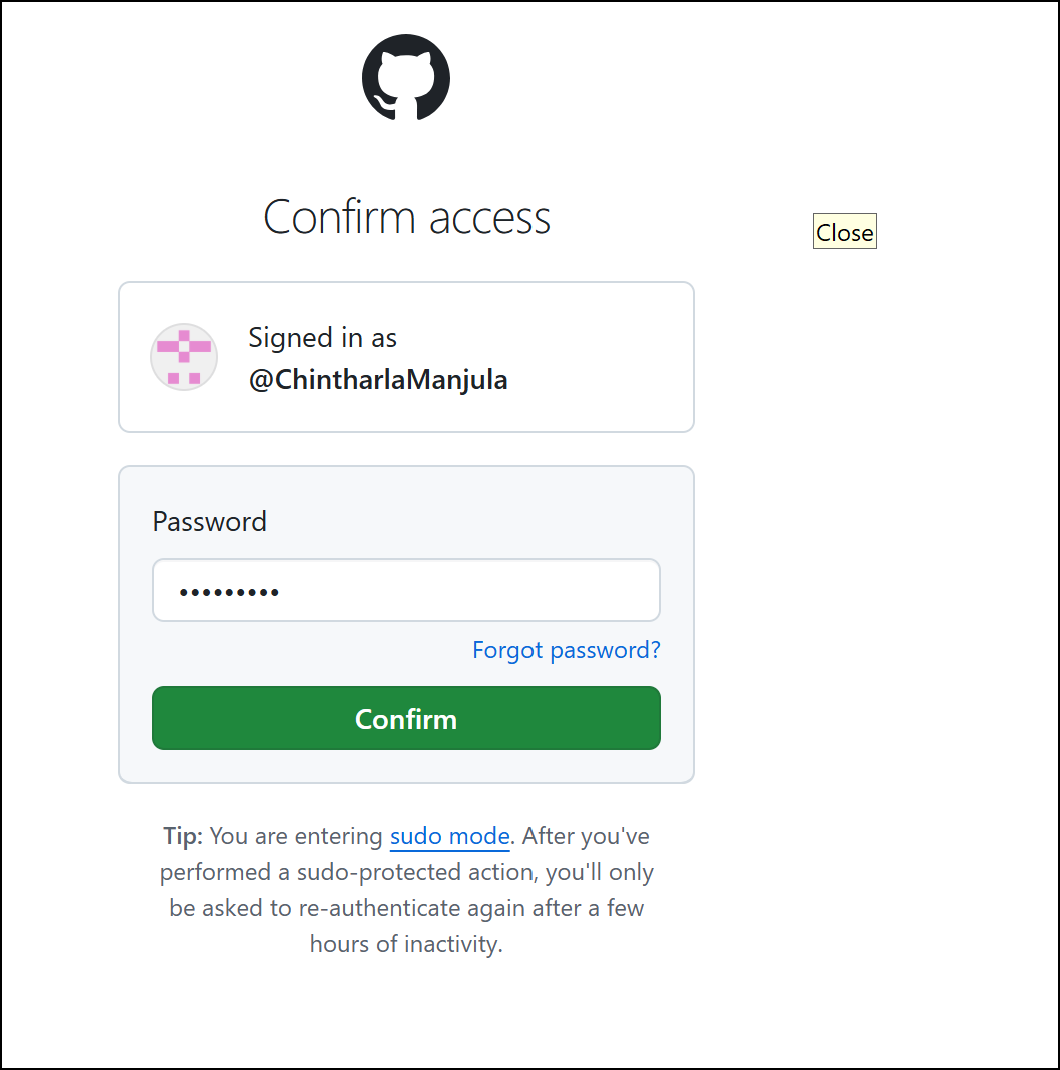 Confirm access
Close
Signed in as
@ChintharlaManjula
Password
Forgot password?
Confirm
Tip: You are entering sudo mode. After you've
performed a sudo-protected action, you'll only
be asked to re-authenticate again after a few
hours of inactivity.